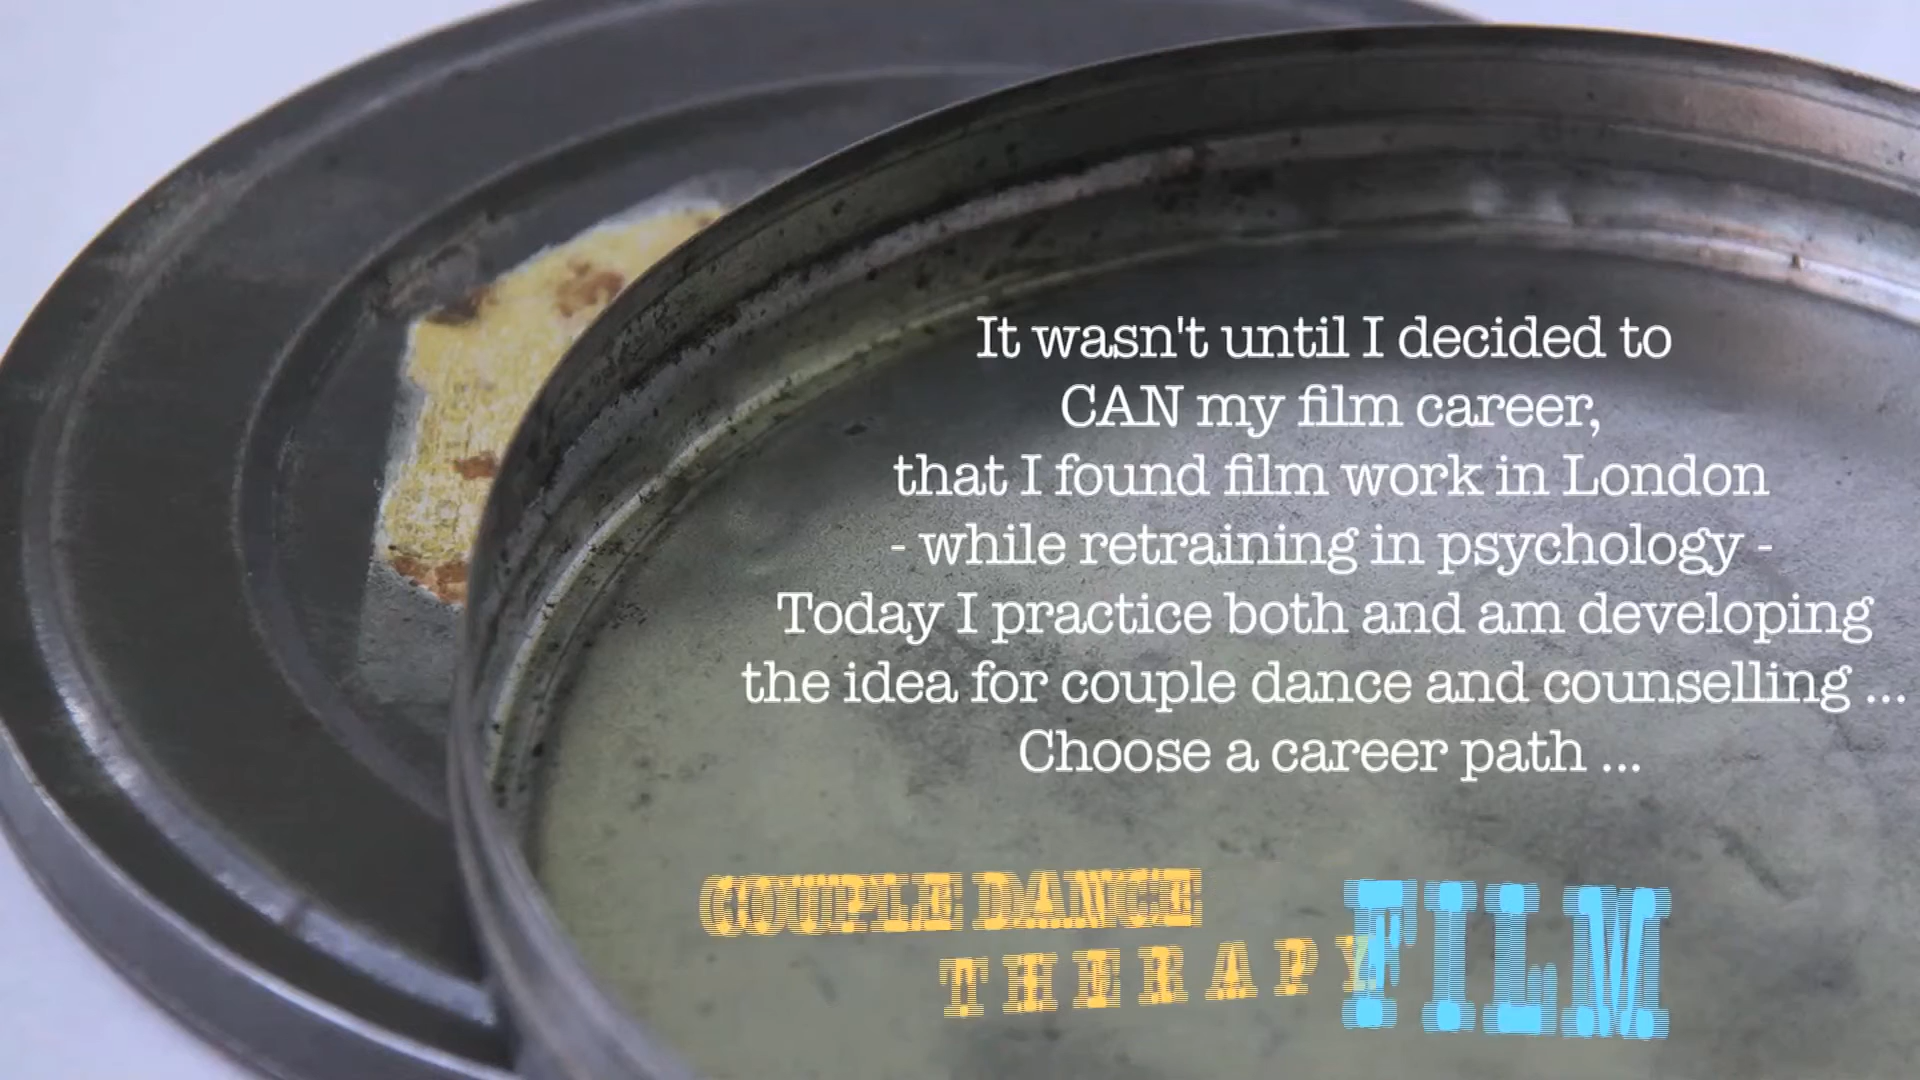 It wasn't until I decided to
CAN my film career,
that I found film work in London
- while retraining in psychology -
Today I practice both and am developing
the idea for couple dance and counselling ...
Choose a career path ...
COUPLE DANCE
THERAPY
FILM